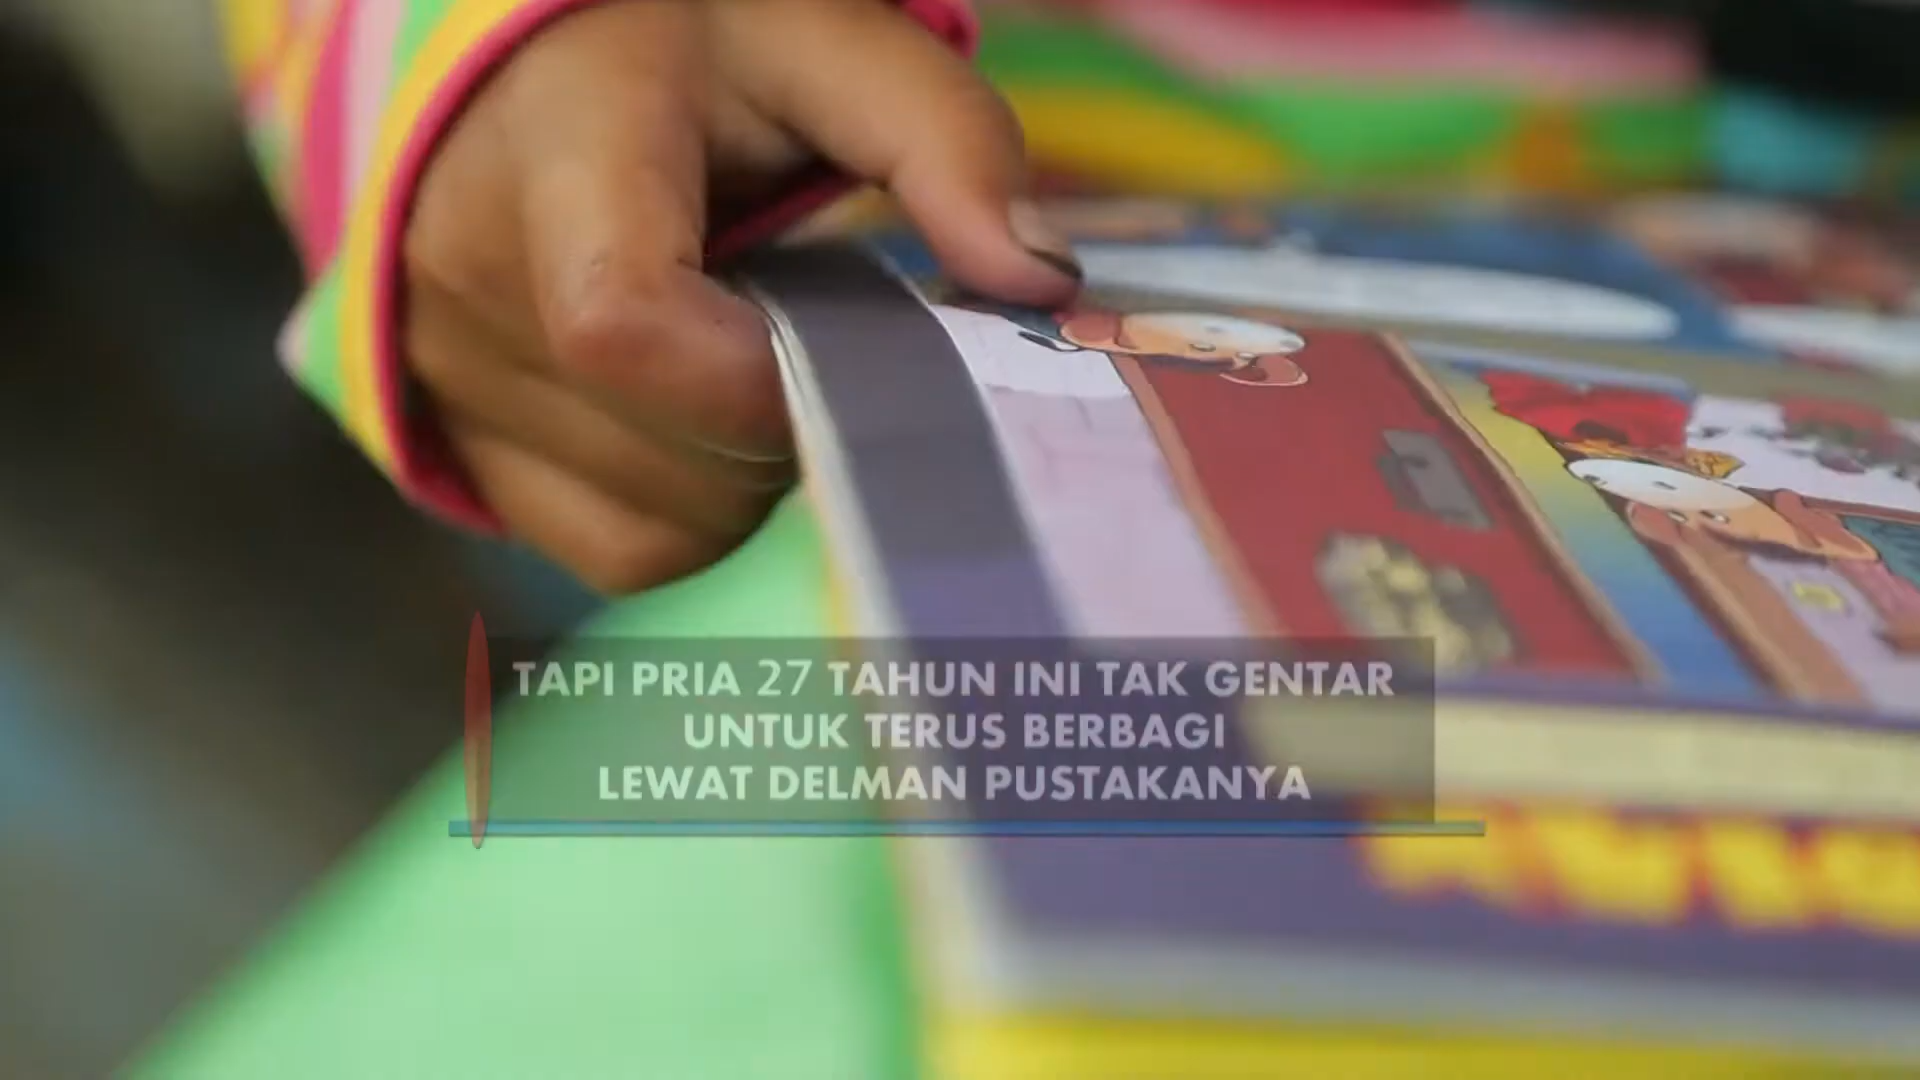 TAPI PRIA 27 TAHUN INI TAK GENTAR
UNTUK TERUS BERBAGI
LEWAT DELMAN PUSTAKANYA